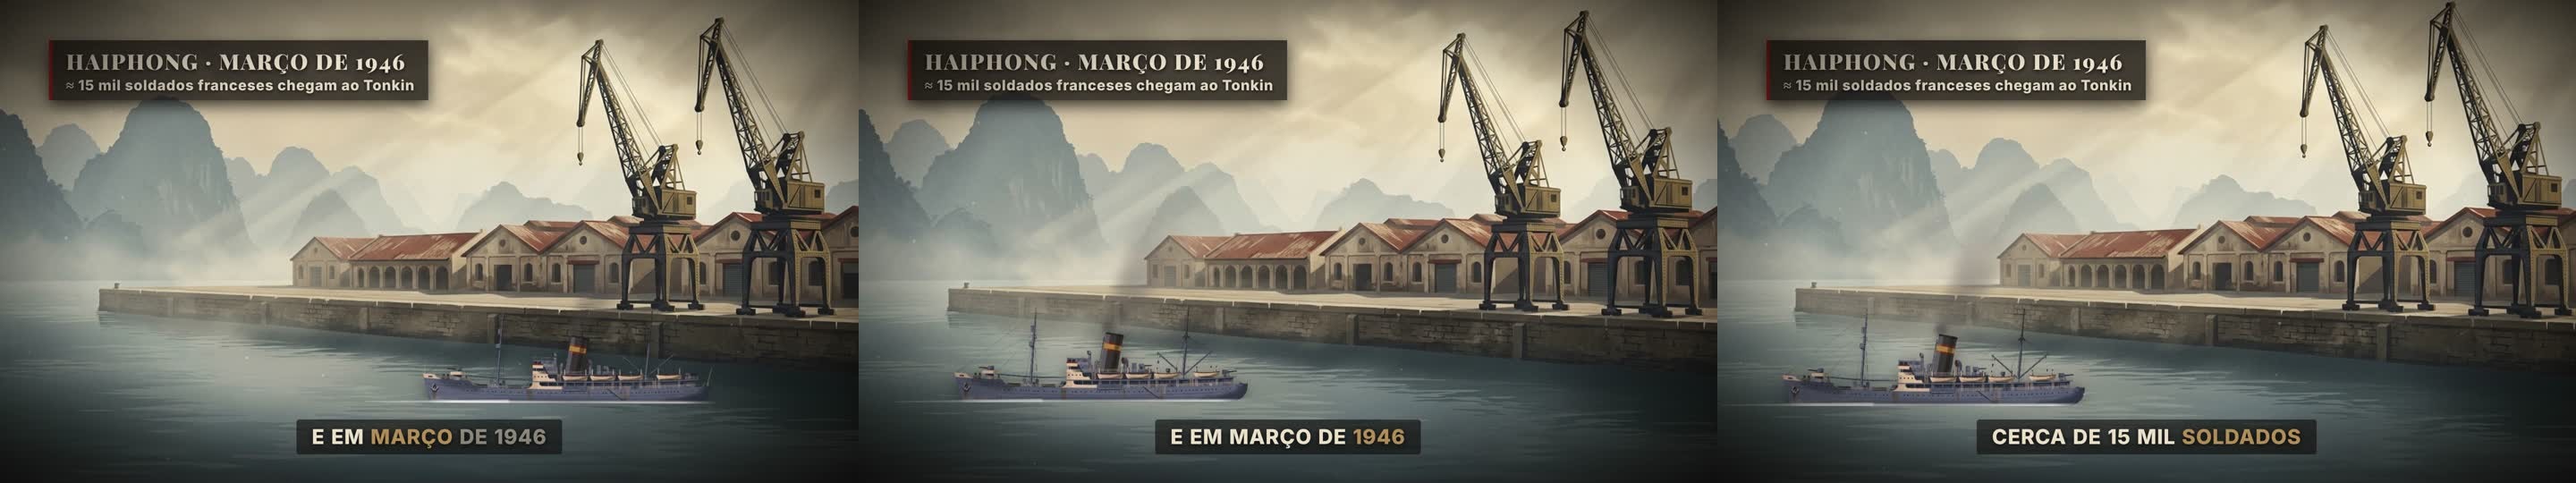 HAIPHONG · MARÇO DE 1946
≈ 15 mil soldados franceses chegam ao Tonkin
E EM MARÇO DE 1946
HAIPHONG · MARÇO DE 1946
≈ 15 mil soldados franceses chegam ao Tonkin
E EM MARÇO DE 1946
HAIPHONG · MARÇO DE 1946
≈ 15 mil soldados franceses chegam ao Tonkin
CERCA DE 15 MIL SOLDADOS